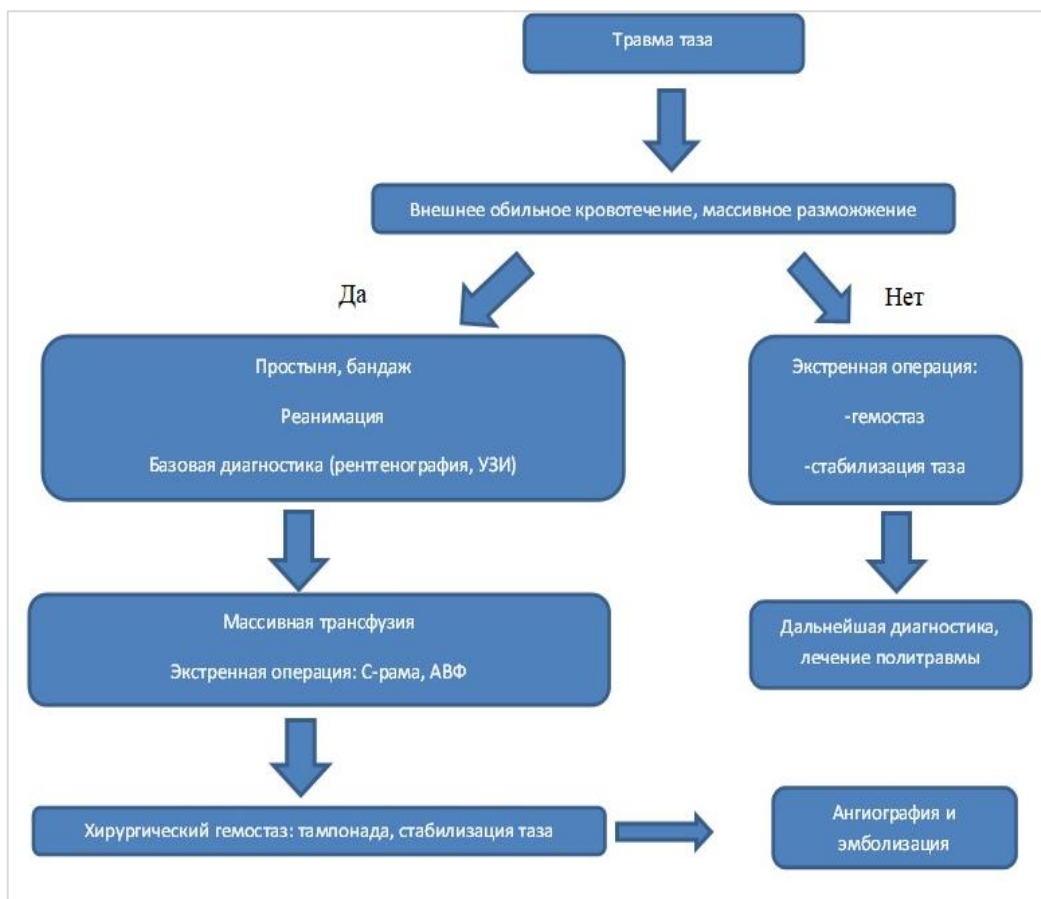 Травма таза
Внешнее обильное кровотечение, массивное разможжение
Да
Нет
Простыня, бандаж
Реанимация
Базовая диагностика (рентгенография, УЗИ)
Экстренная операция:
-гемостаз
-стабилизация таза
Массивная трансфузия
Экстренная операция: С-рама, АВФ
Дальнейшая диагностика,
лечение политравмы
Хирургический гемостаз: тампонада, стабилизация таза
Ангиография и
эмболизация